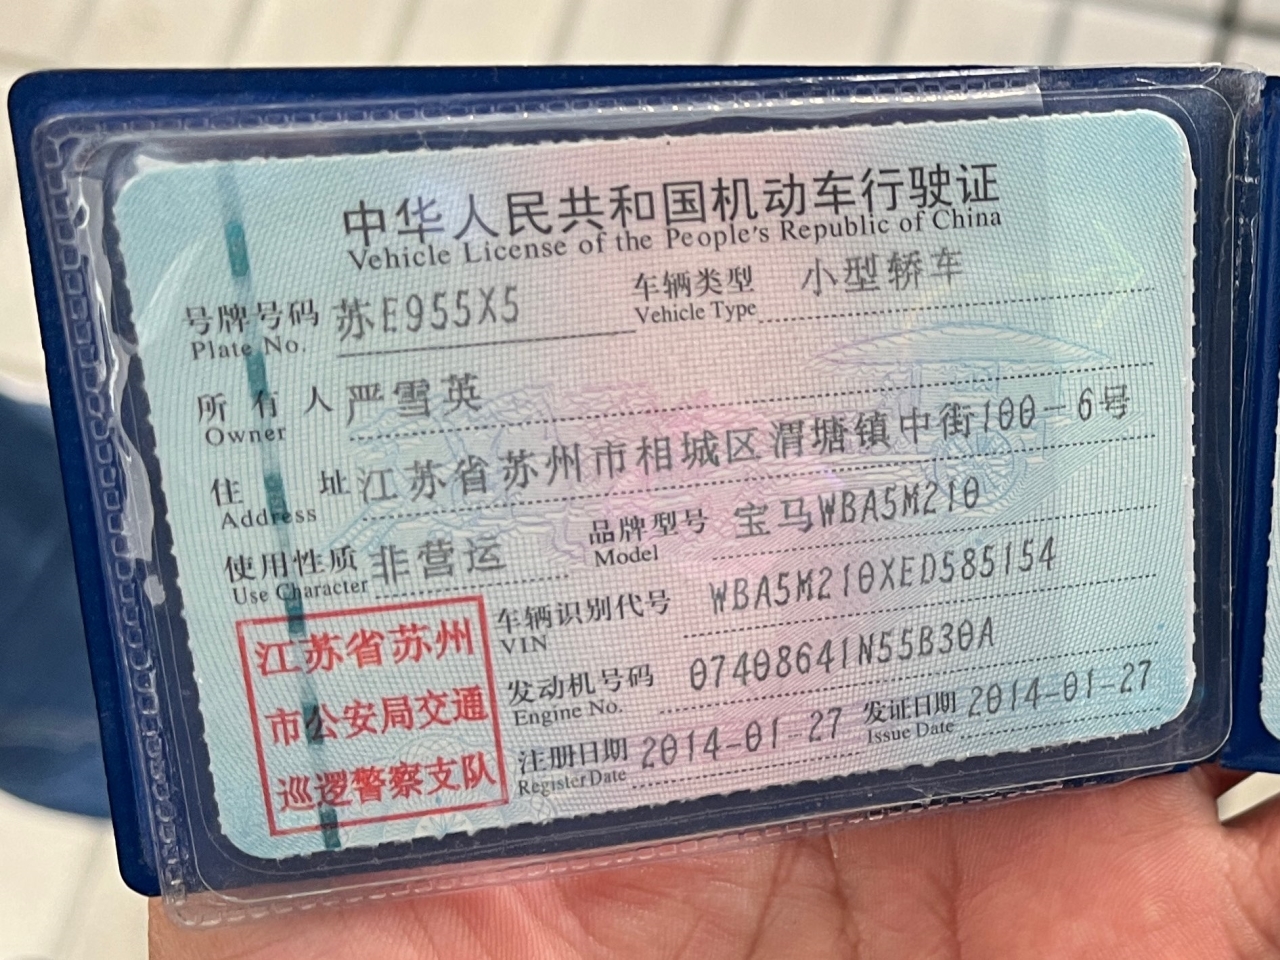 中华人民共和国机动车行驶证
Vehicle License of the People's Republic of China
号牌号码 苏E955X5 车辆类型 小型轿车
Plate No. Vehicle Type
所有人 严雪英
Owner
住址 江苏省苏州市相城区渭塘镇中街100-6号
Address
使用性质 非营运 品牌型号 宝马WBA5M210
Use Character Model
车辆识别代号 WBA5M210XED585154
VIN
发动机号码 07408641N55B30A
Engine No.
注册日期 2014-01-27 发证日期 2014-01-27
Register Date Issue Date
江苏省苏州
市公安局交通
巡逻警察支队